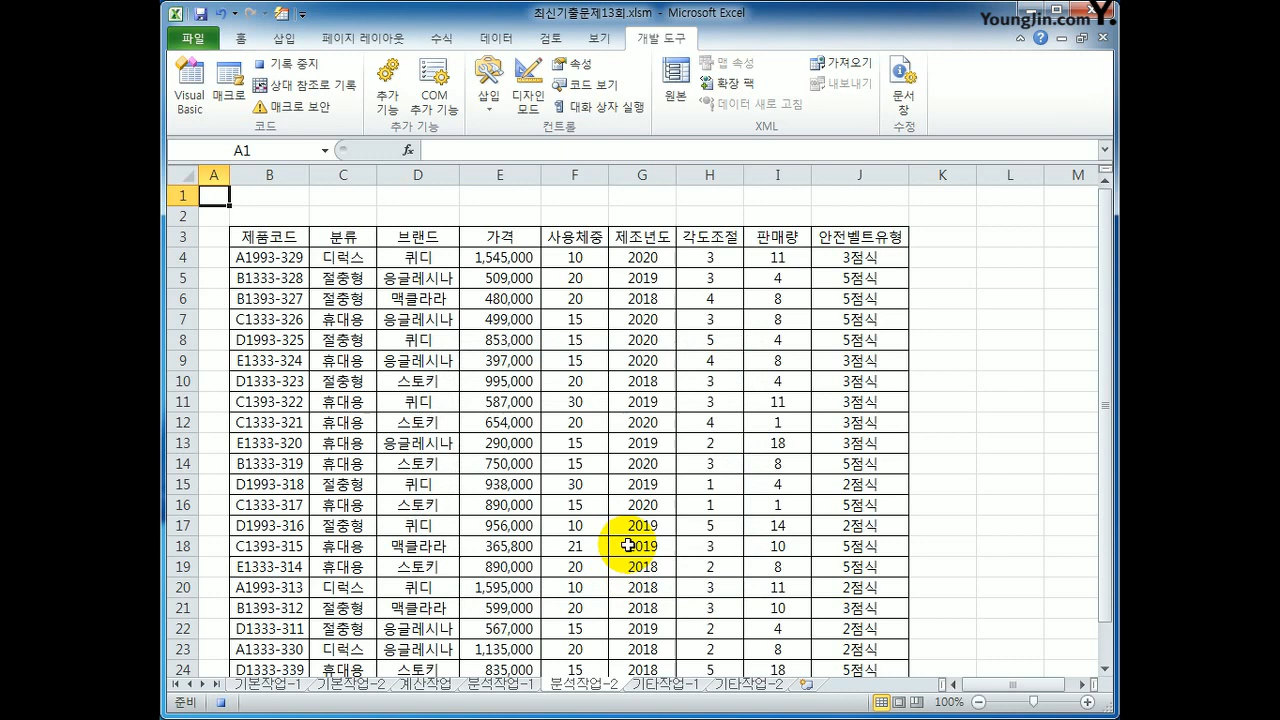 최신기출문제13회.xlsm - Microsoft Excel
YoungJin.com Y.
파일 홈 삽입 페이지 레이아웃 수식 데이터 검토 보기 개발 도구
Visual Basic
매크로
기록 중지
상대 참조로 기록
매크로 보안
코드
추가 기능
COM 추가 기능
추가 기능
삽입
디자인 모드
속성
코드 보기
대화 상자 실행
컨트롤
원본
맵 속성
확장 팩
데이터 새로 고침
가져오기
내보내기
XML
문서 창
수정
A1 fx
A B C D E F G H I J K L M
1
2
3 제품코드 분류 브랜드 가격 사용체중 제조년도 각도조절 판매량 안전벨트유형
4 A1993-329 디럭스 퀴디 1,545,000 10 2020 3 11 3점식
5 B1333-328 절충형 응글레시나 509,000 20 2019 3 4 5점식
6 B1393-327 절충형 맥클라라 480,000 20 2018 4 8 5점식
7 C1333-326 휴대용 응글레시나 499,000 15 2020 3 8 5점식
8 D1993-325 절충형 퀴디 853,000 15 2020 5 4 5점식
9 E1333-324 휴대용 응글레시나 397,000 15 2020 4 8 3점식
10 D1333-323 절충형 스토키 995,000 20 2018 3 4 3점식
11 C1393-322 휴대용 퀴디 587,000 30 2019 3 11 3점식
12 C1333-321 휴대용 스토키 654,000 20 2020 4 1 3점식
13 E1333-320 휴대용 응글레시나 290,000 15 2019 2 18 3점식
14 B1333-319 휴대용 스토키 750,000 15 2020 3 8 5점식
15 D1993-318 절충형 퀴디 938,000 30 2019 1 4 2점식
16 C1333-317 휴대용 스토키 890,000 15 2020 1 1 5점식
17 D1993-316 절충형 퀴디 956,000 10 2019 5 14 2점식
18 C1393-315 휴대용 맥클라라 365,800 21 2019 3 10 5점식
19 E1333-314 휴대용 스토키 890,000 20 2018 2 8 5점식
20 A1993-313 디럭스 퀴디 1,595,000 10 2018 3 11 2점식
21 B1393-312 절충형 맥클라라 599,000 20 2018 3 10 3점식
22 D1333-311 절충형 응글레시나 567,000 15 2019 2 4 2점식
23 A1333-330 디럭스 응글레시나 1,135,000 20 2018 2 8 2점식
24 D1333-339 휴대용 스토키 835,000 15 2018 5 18 5점식
기본작업-1 기본작업-2 계산작업 분석작업-1 분석작업-2 기타작업-1 기타작업-2
준비 100%